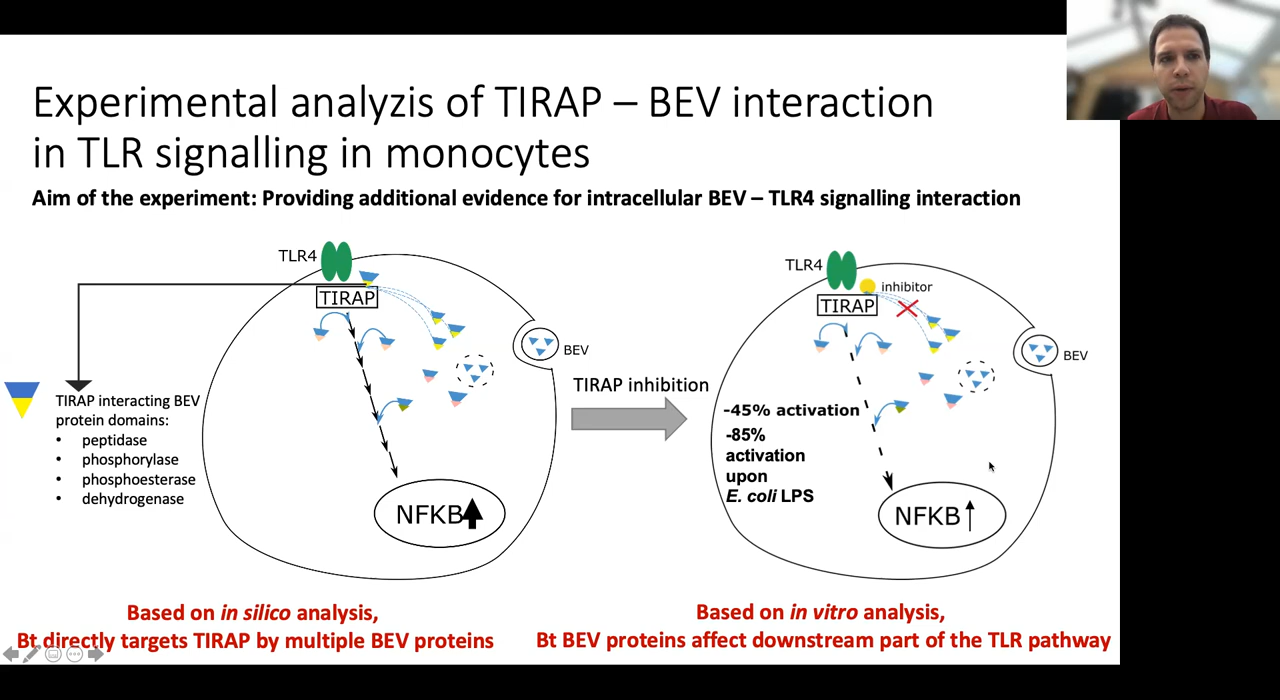 Experimental analyzis of TIRAP – BEV interaction
in TLR signalling in monocytes
Aim of the experiment: Providing additional evidence for intracellular BEV – TLR4 signalling interaction
TLR4
TIRAP
BEV
TIRAP interacting BEV
protein domains:
• peptidase
• phosphorylase
• phosphoesterase
• dehydrogenase
NFKB
TIRAP inhibition
TLR4
inhibitor
TIRAP
BEV
-45% activation
-85%
activation
upon
E. coli LPS
NFKB
Based on in silico analysis,
Bt directly targets TIRAP by multiple BEV proteins
Based on in vitro analysis,
Bt BEV proteins affect downstream part of the TLR pathway